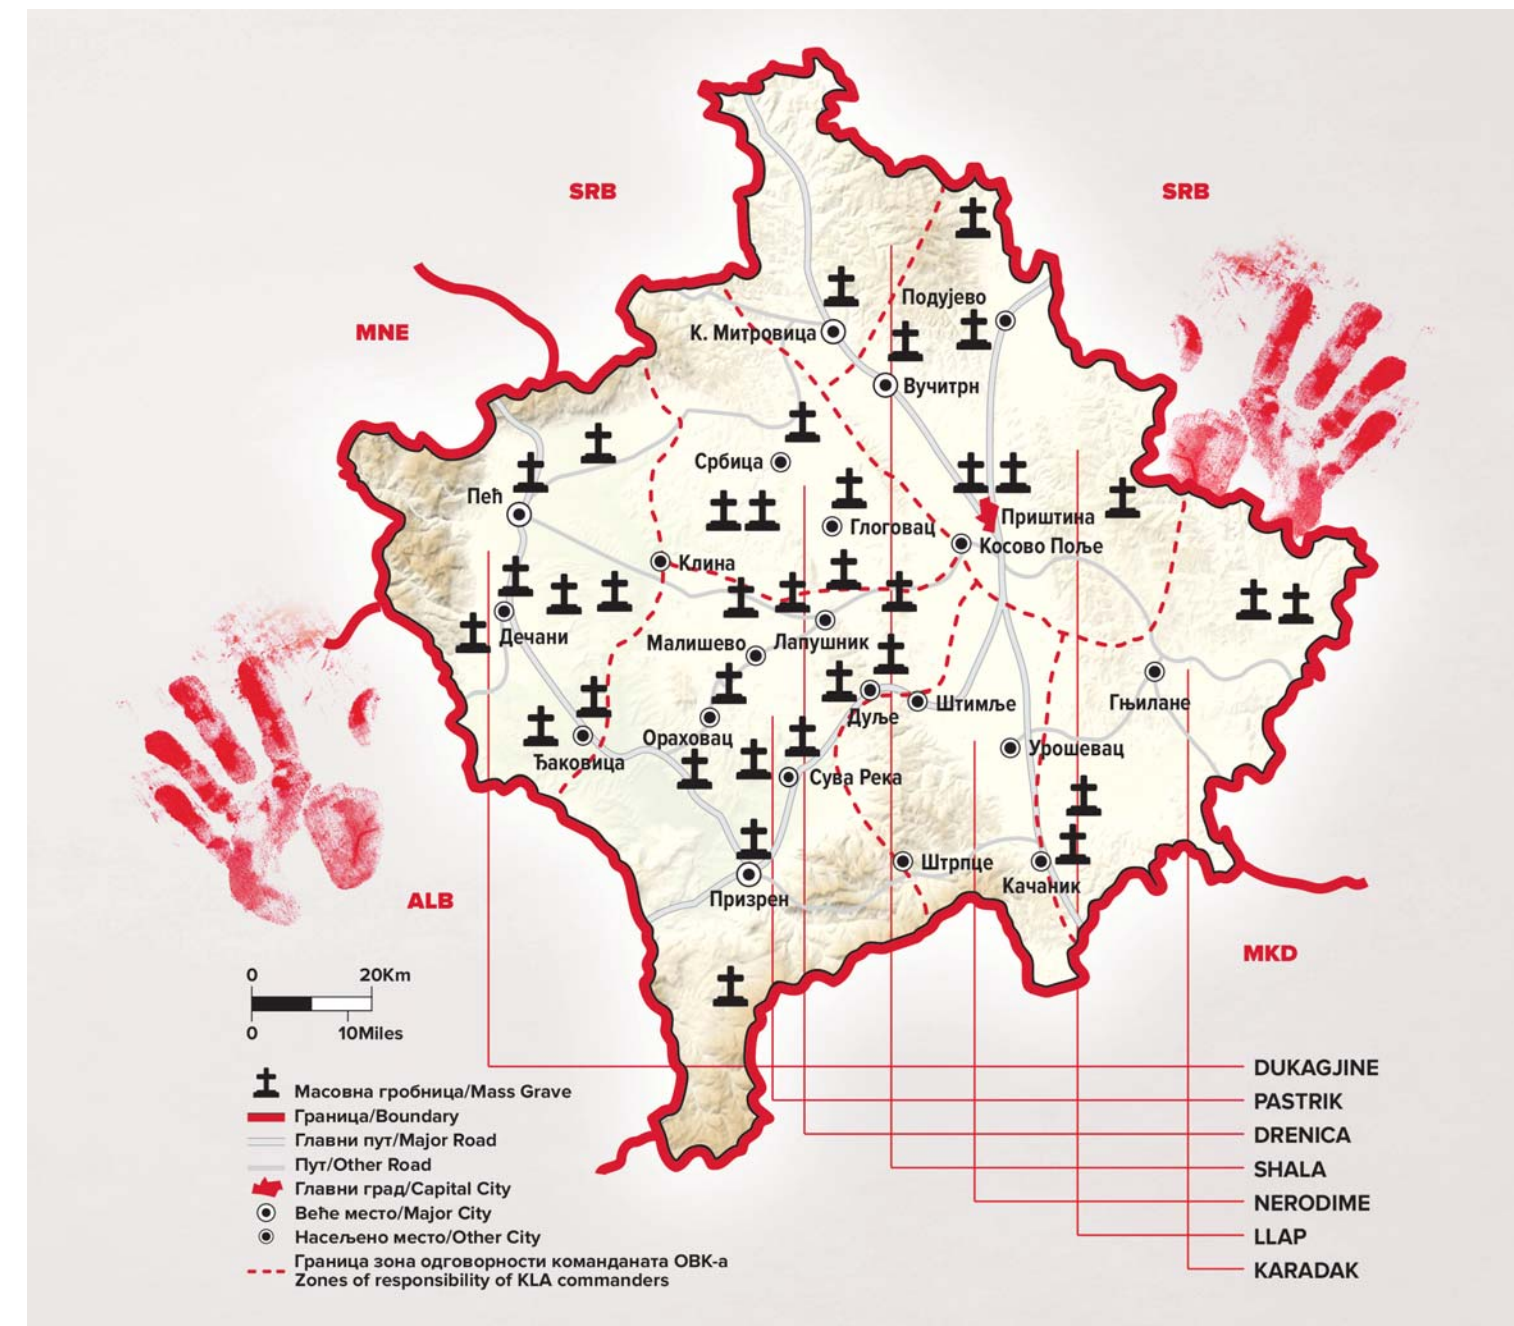 SRB
SRB
MNE
Подујево
К. Митровица
Вучитрн
Србица
Пећ
Глоговац
Приштина
Косово Поље
Клина
Дечани
Малишево
Лапушник
Гњилане
Штимље
Дуље
Ораховац
Ђаковица
Урошевац
Сува Река
Штрпце
Качаник
Призрен
ALB
MKD
0 20Km
0 10Miles
DUKAGJINE
PASTRIK
DRENICA
SHALA
NERODIME
LLAP
KARADAK
Масовна гробница/Mass Grave
Граница/Boundary
Главни пут/Major Road
Пут/Other Road
Главни град/Capital City
Веће место/Major City
Насељено место/Other City
Граница зона одговорности команданата ОВК-а
Zones of responsibility of KLA commanders